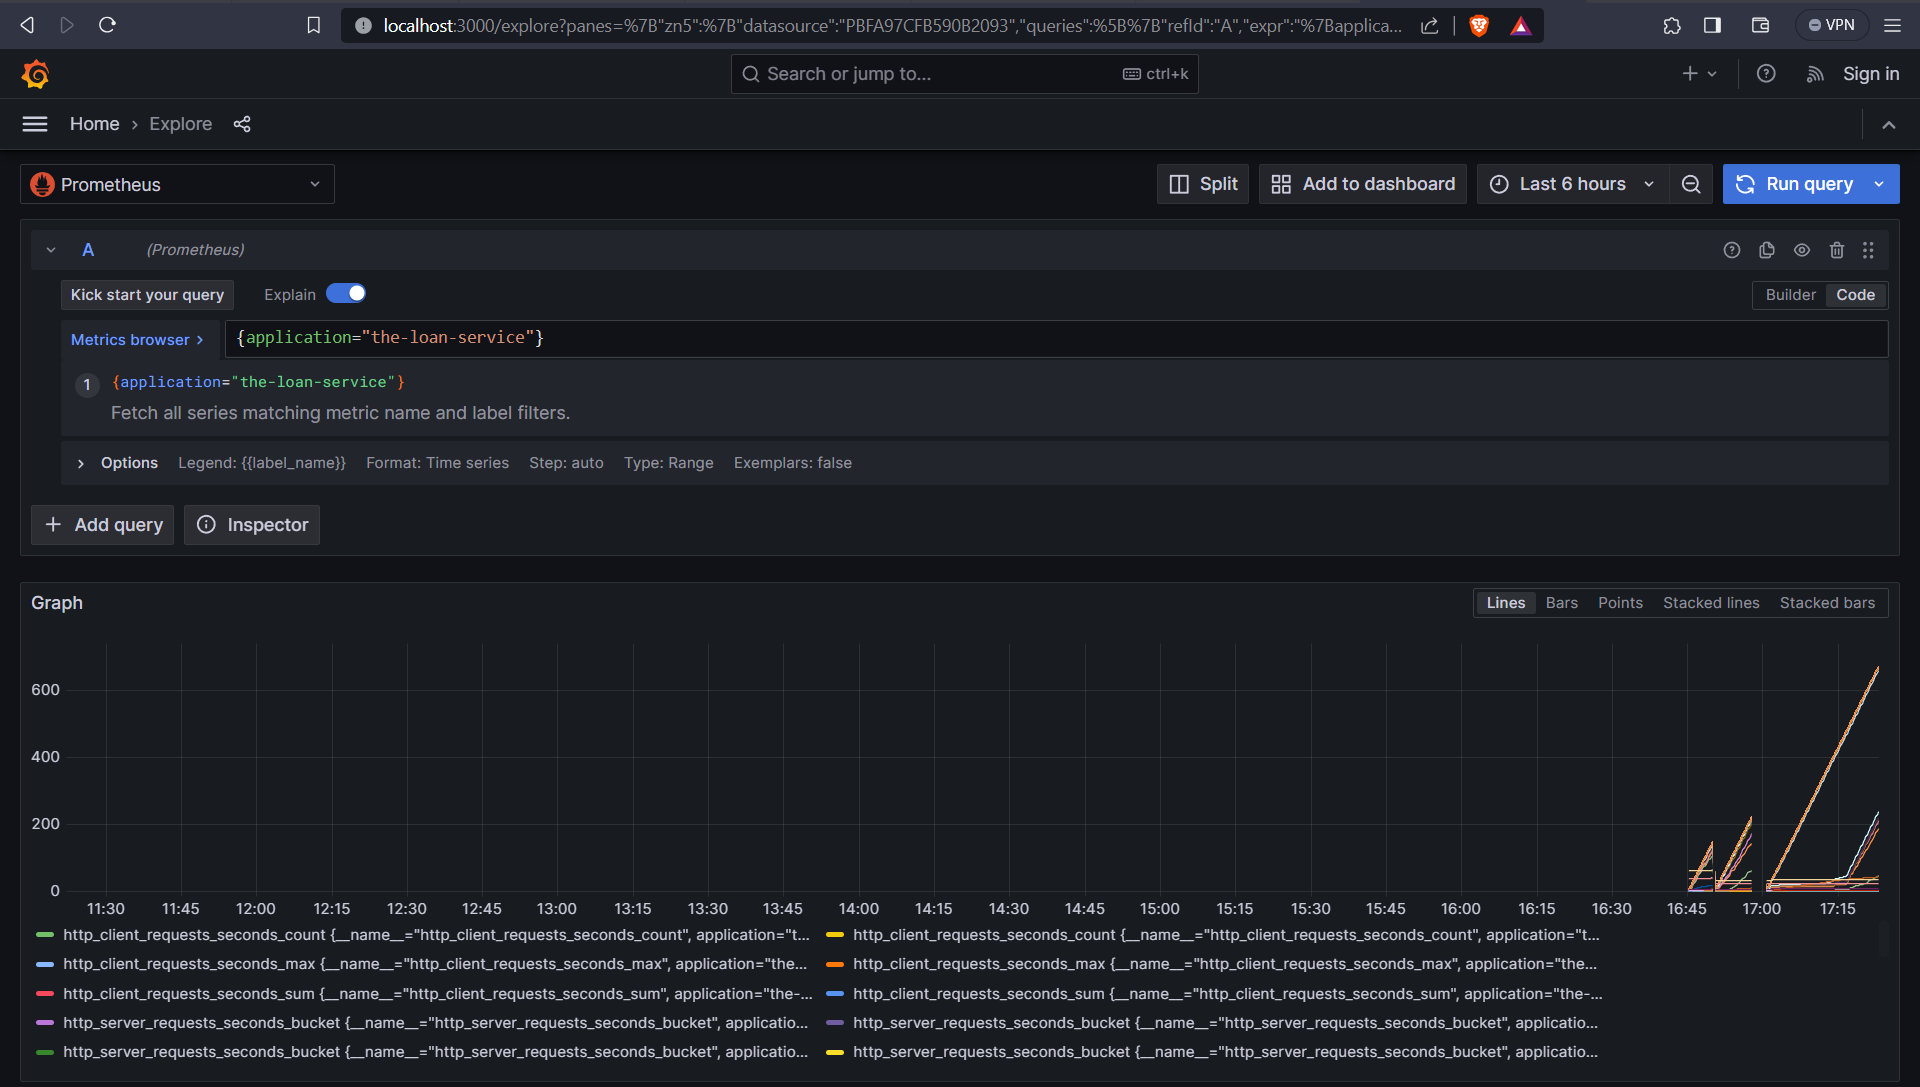 localhost:3000/explore?panes=%7B"zn5":%7B"datasource":"PBFA97CFB590B2093","queries":%5B%7B"refId":"A","expr":"%7Bapplica...
VPN
Search or jump to...
ctrl+k
Sign in
Home › Explore
Prometheus
Split
Add to dashboard
Last 6 hours
Run query
A (Prometheus)
Kick start your query
Explain
Builder
Code
Metrics browser >
{application="the-loan-service"}
1 {application="the-loan-service"}
Fetch all series matching metric name and label filters.
Options Legend: {{label_name}} Format: Time series Step: auto Type: Range Exemplars: false
+ Add query
Inspector
Graph
Lines Bars Points Stacked lines Stacked bars
600
400
200
0
11:30 11:45 12:00 12:15 12:30 12:45 13:00 13:15 13:30 13:45 14:00 14:15 14:30 14:45 15:00 15:15 15:30 15:45 16:00 16:15 16:30 16:45 17:00 17:15
http_client_requests_seconds_count {__name__="http_client_requests_seconds_count", application="t...
http_client_requests_seconds_count {__name__="http_client_requests_seconds_count", application="t...
http_client_requests_seconds_max {__name__="http_client_requests_seconds_max", application="the...
http_client_requests_seconds_max {__name__="http_client_requests_seconds_max", application="the...
http_client_requests_seconds_sum {__name__="http_client_requests_seconds_sum", application="the-...
http_client_requests_seconds_sum {__name__="http_client_requests_seconds_sum", application="the-...
http_server_requests_seconds_bucket {__name__="http_server_requests_seconds_bucket", applicatio...
http_server_requests_seconds_bucket {__name__="http_server_requests_seconds_bucket", applicatio...
http_server_requests_seconds_bucket {__name__="http_server_requests_seconds_bucket", applicatio...
http_server_requests_seconds_bucket {__name__="http_server_requests_seconds_bucket", applicatio...